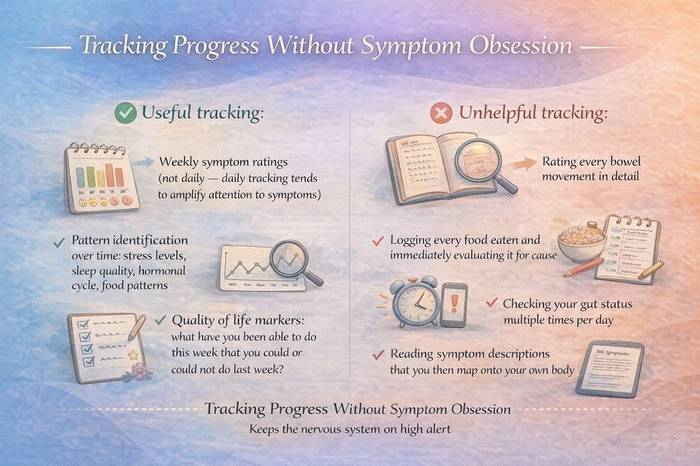 Tracking Progress Without Symptom Obsession
Useful tracking:
Weekly symptom ratings
(not daily — daily tracking tends
to amplify attention to symptoms)
Pattern identification
over time: stress levels,
sleep quality, hormonal
cycle, food patterns
Quality of life markers:
what have you been able to do
this week that you could or
could not do last week?
Unhelpful tracking:
Rating every bowel
movement in detail
Logging every food eaten and
immediately evaluating it for cause
Checking your gut status
multiple times per day
Reading symptom descriptions
that you then map onto your own body
Tracking Progress Without Symptom Obsession
Keeps the nervous system on high alert